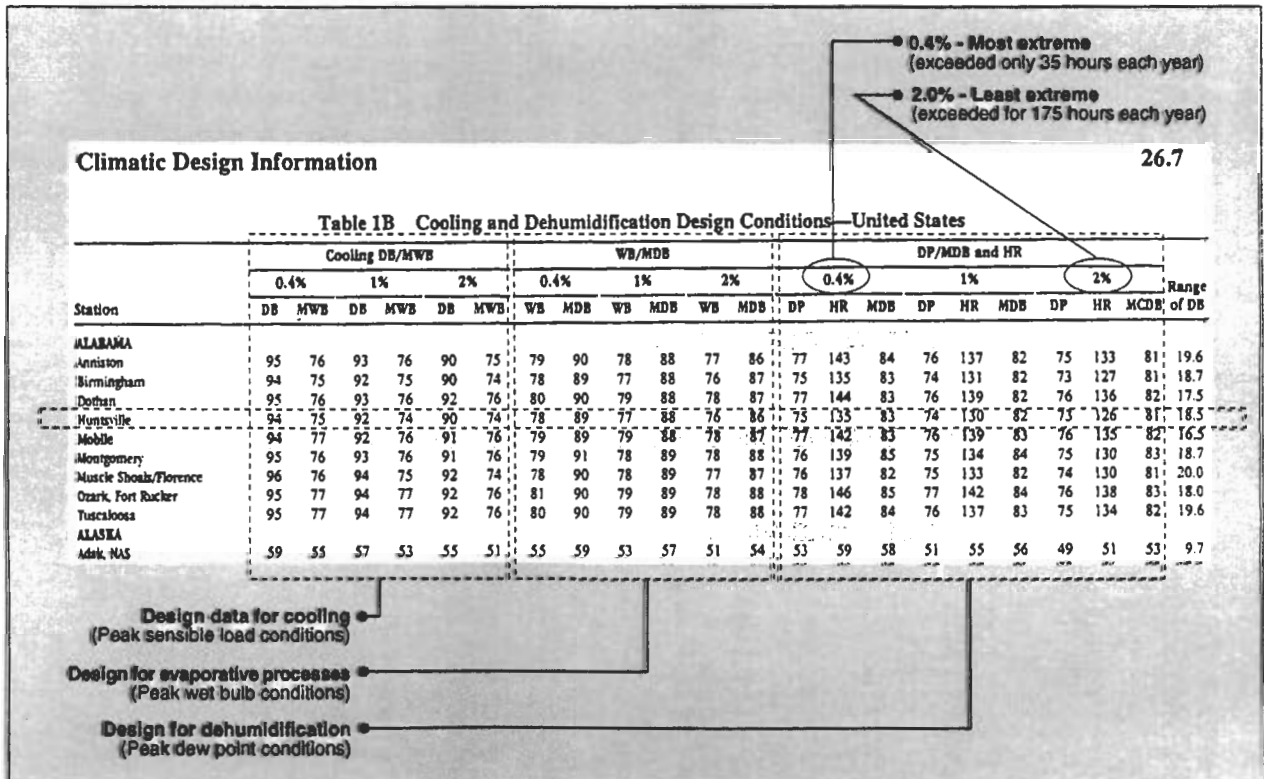 0.4% - Most extreme
(exceeded only 35 hours each year)
2.0% - Least extreme
(exceeded for 175 hours each year)
Climatic Design Information 26.7
Table 1B Cooling and Dehumidification Design Conditions—United States
Cooling DB/MWB WB/MDB DP/MDB and HR
0.4% 1% 2% 0.4% 1% 2% 0.4% 1% 2% Range
Station DB MWB DB MWB DB MWB WB MDB WB MDB WB MDB DP HR MDB DP HR MDB DP HR MCDB of DB
ALABAMA
Anniston 95 76 93 76 90 75 79 90 78 88 77 86 77 143 84 76 137 82 75 133 81 19.6
Birmingham 94 75 92 75 90 74 78 89 77 88 76 87 75 135 83 74 131 82 73 127 81 18.7
Dothan 95 76 93 76 92 76 80 90 79 88 78 87 77 144 83 76 139 82 76 136 82 17.5
Huntsville 94 75 92 74 90 74 78 89 77 88 76 86 75 135 83 74 130 82 73 126 81 18.5
Mobile 94 77 92 76 91 76 79 89 79 88 78 87 77 142 83 76 139 83 76 135 82 16.5
Montgomery 95 76 93 76 91 76 79 91 78 89 78 88 76 139 85 75 134 84 75 130 83 18.7
Muscle Shoals/Florence 96 76 94 75 92 74 78 90 78 89 77 87 76 137 82 75 133 82 74 130 81 20.0
Ozark, Fort Rucker 95 77 94 77 92 76 81 90 79 89 78 88 78 146 85 77 142 84 76 138 83 18.0
Tuscaloosa 95 77 94 77 92 76 80 90 79 89 78 88 77 142 84 76 137 83 75 134 82 19.6
ALASKA
Adak, NAS 59 55 57 53 55 51 55 59 53 57 51 54 53 59 58 51 55 56 49 51 53 9.7
Design data for cooling
(Peak sensible load conditions)
Design for evaporative processes
(Peak wet bulb conditions)
Design for dehumidification
(Peak dew point conditions)